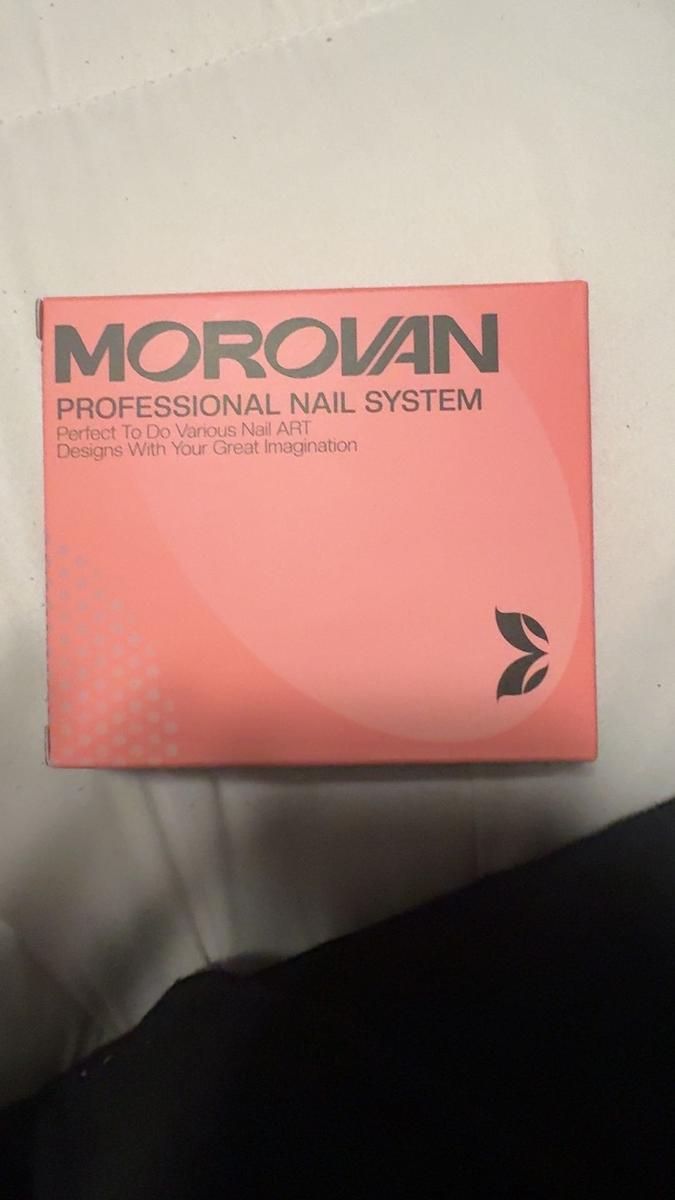 MOROVAN
PROFESSIONAL NAIL SYSTEM
Perfect To Do Various Nail ART
Designs With Your Great Imagination